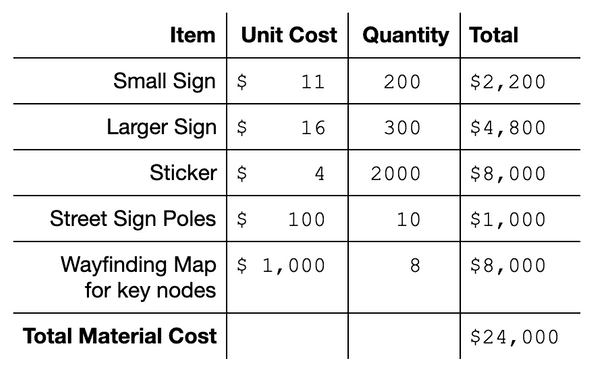 Item Unit Cost Quantity Total
Small Sign $ 11 200 $2,200
Larger Sign $ 16 300 $4,800
Sticker $ 4 2000 $8,000
Street Sign Poles $ 100 10 $1,000
Wayfinding Map $ 1,000 8 $8,000
for key nodes
Total Material Cost $24,000